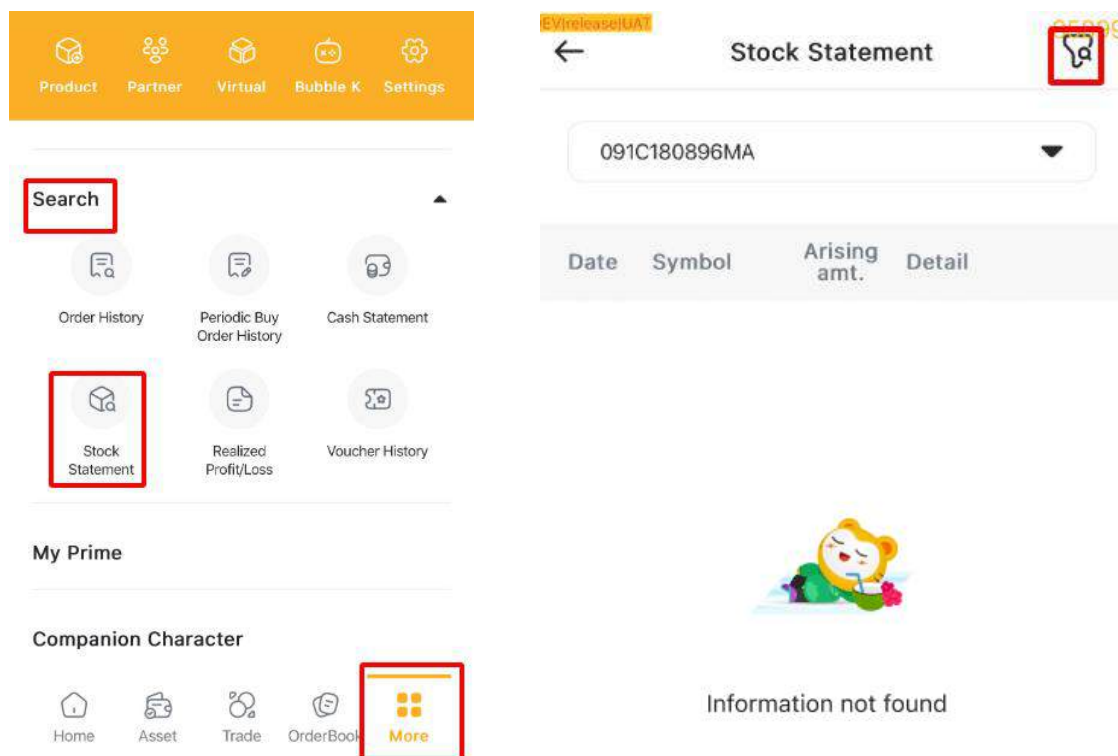 Product Partner Virtual Bubble K Settings
Search
Order History
Periodic Buy
Order History
Cash Statement
Stock
Statement
Realized
Profit/Loss
Voucher History
My Prime
Companion Character
Home Asset Trade OrderBook More
EV|release|UAT
Stock Statement
091C180896MA
Date Symbol Arising
amt. Detail
Information not found